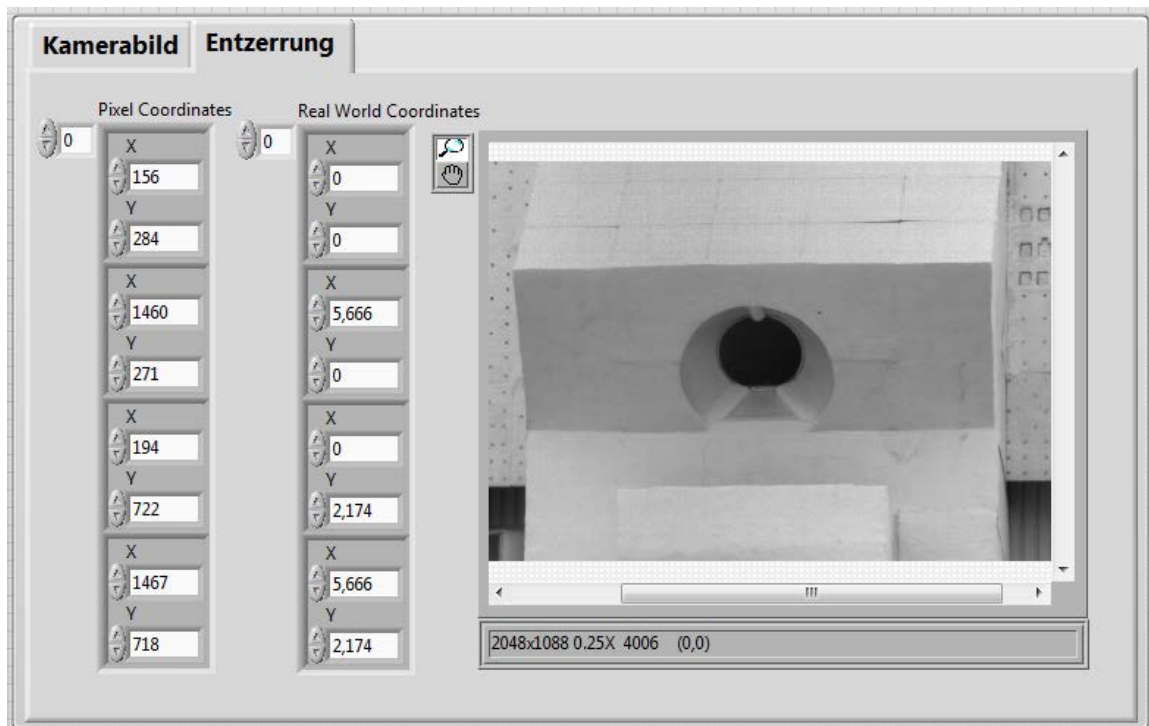 Kamerabild Entzerrung
Pixel Coordinates Real World Coordinates
0 0
X X
156 0
Y Y
284 0
X X
1460 5,666
Y Y
271 0
X X
194 0
Y Y
722 2,174
X X
1467 5,666
Y Y
718 2,174
2048x1088 0.25X 4006 (0,0)